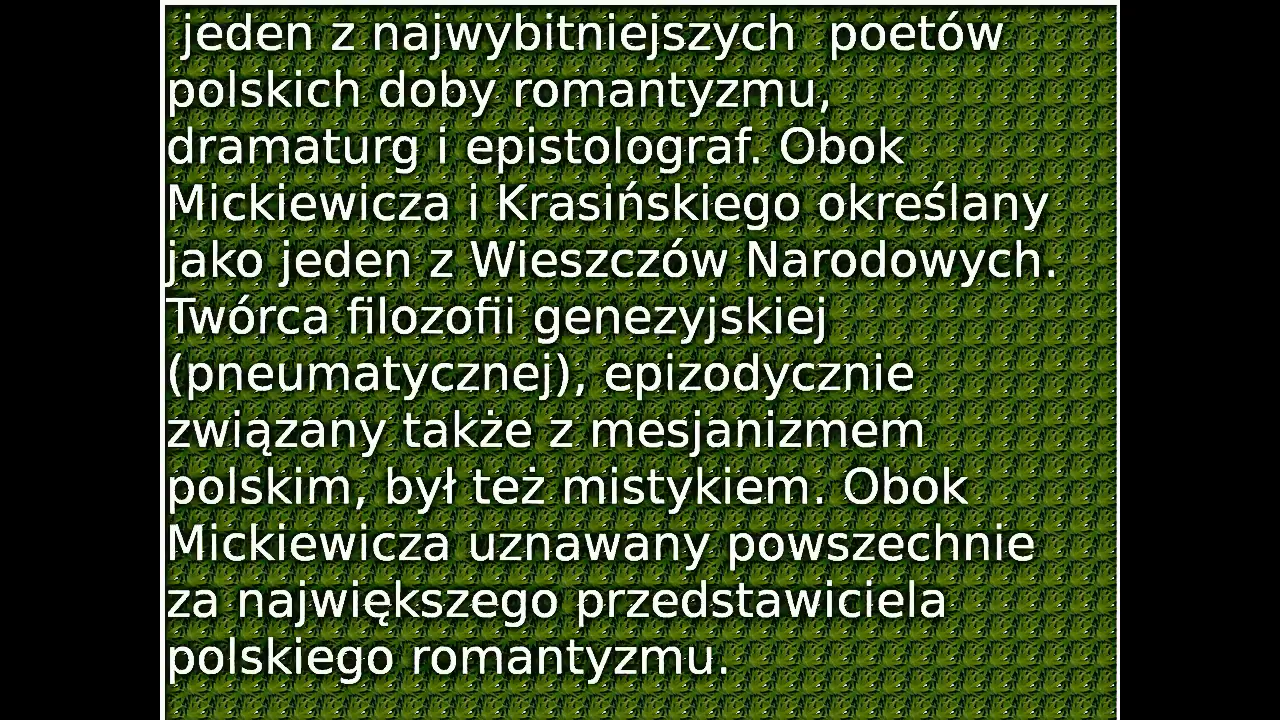 jeden z najwybitniejszych  poetów
polskich doby romantyzmu,
dramaturg i epistolograf. Obok
Mickiewicza i Krasińskiego określany
jako jeden z Wieszczów Narodowych.
Twórca filozofii genezyjskiej
(pneumatycznej), epizodycznie
związany także z mesjanizmem
polskim, był też mistykiem. Obok
Mickiewicza uznawany powszechnie
za największego przedstawiciela
polskiego romantyzmu.